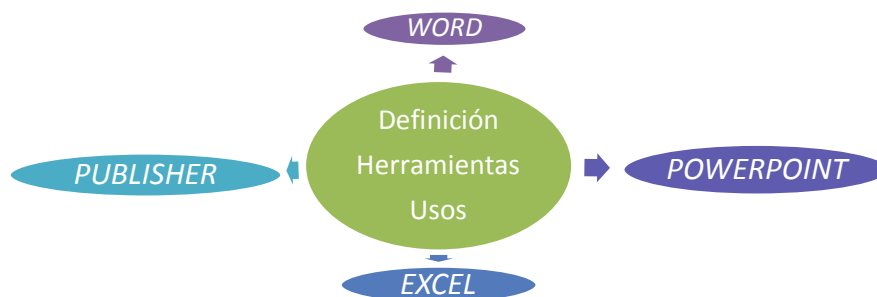 WORD
Definición
Herramientas
Usos
PUBLISHER
POWERPOINT
EXCEL